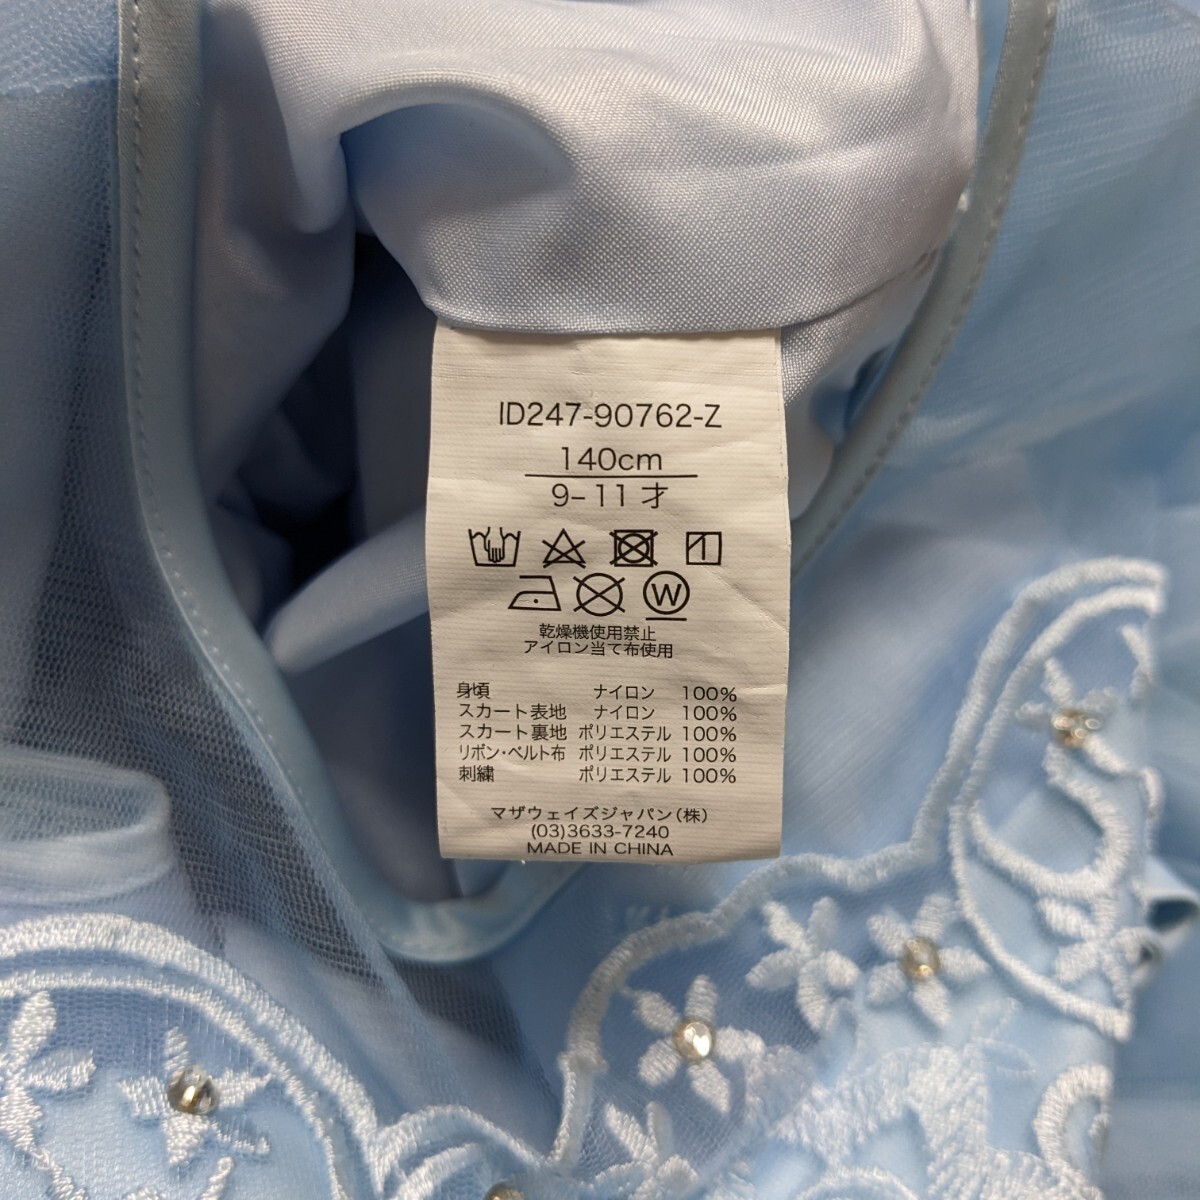 ID247-90762-Z
140cm
9-11才
W
乾燥機使用禁止
アイロン当て布使用
身頃 ナイロン 100%
スカート表地 ナイロン 100%
スカート裏地 ポリエステル 100%
リボン・ベルト布 ポリエステル 100%
刺繍 ポリエステル 100%
マザウェイズジャパン(株)
(03)3633-7240
MADE IN CHINA